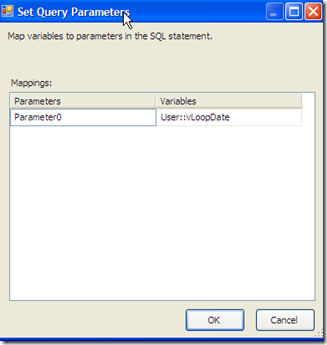 Set Query Parameters
Map variables to parameters in the SQL statement.
Mappings:
Parameters Variables
Parameter0 User::vLoopDate
OK Cancel